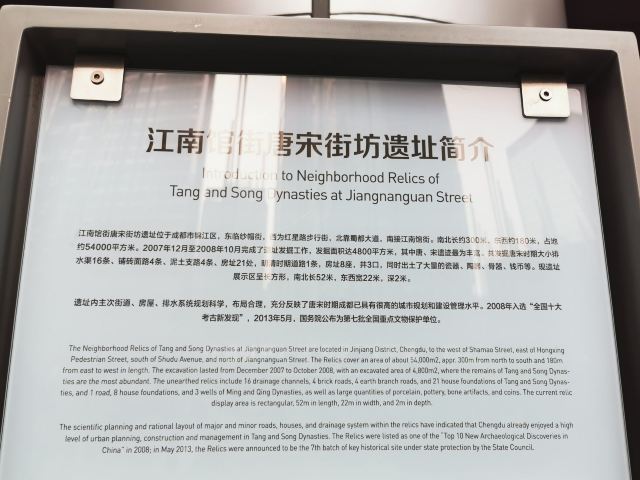 江南馆街唐宋街坊遗址简介
Introduction to Neighborhood Relics of
Tang and Song Dynasties at Jiangnanguan Street
江南馆街唐宋街坊遗址位于成都市锦江区，东临纱帽街，西为红星路步行街，北靠蜀都大道，南接江南馆街。南北长约300米，东西约180米，占地
约54000平方米。2007年12月至2008年10月完成了遗址发掘工作，发掘面积达4800平方米，其中唐、宋遗迹最为丰富。共发掘唐宋时期大小排
水渠16条、铺砖路面4条、泥土支路4条、房址21处，明清时期道路1条，房址8座，井3口，同时出土了大量的瓷器、陶器、骨器、钱币等。现遗址
展示区呈长方形，南北长52米，东西宽22米，深2米。
遗址内主次街道、房屋、排水系统规划科学，布局合理，充分反映了唐宋时期成都已具有很高的城市规划和建设管理水平。2008年入选“全国十大
考古新发现”，2013年5月，国务院公布为第七批全国重点文物保护单位。
The Neighborhood Relics of Tang and Song Dynasties at Jiangnanguan Street are located in Jinjiang District, Chengdu, to the west of Shamao Street, east of Hongxing
Pedestrian Street, south of Shudu Avenue, and north of Jiangnanguan Street. The Relics cover an area of about 54,000m2, appr. 300m from north to south and 180m
from east to west in length. The excavation lasted from December 2007 to October 2008, with an excavated area of 4,800m2, where the remains of Tang and Song Dynas-
ties are the most abundant. The unearthed relics include 16 drainage channels, 4 brick roads, 4 earth branch roads, and 21 house foundations of Tang and Song Dynas-
ties, and 1 road, 8 house foundations, and 3 wells of Ming and Qing Dynasties, as well as large quantities of porcelain, pottery, bone artifacts, and coins. The current relic
display area is rectangular, 52m in length, 22m in width, and 2m in depth.
The scientific planning and rational layout of major and minor roads, houses, and drainage system within the relics have indicated that Chengdu already enjoyed a high
level of urban planning, construction and management in Tang and Song Dynasties. The Relics were listed as one of the "Top 10 New Archaeological Discoveries in
China" in 2008; in May 2013, the Relics were announced to be the 7th batch of key historical site under state protection by the State Council.